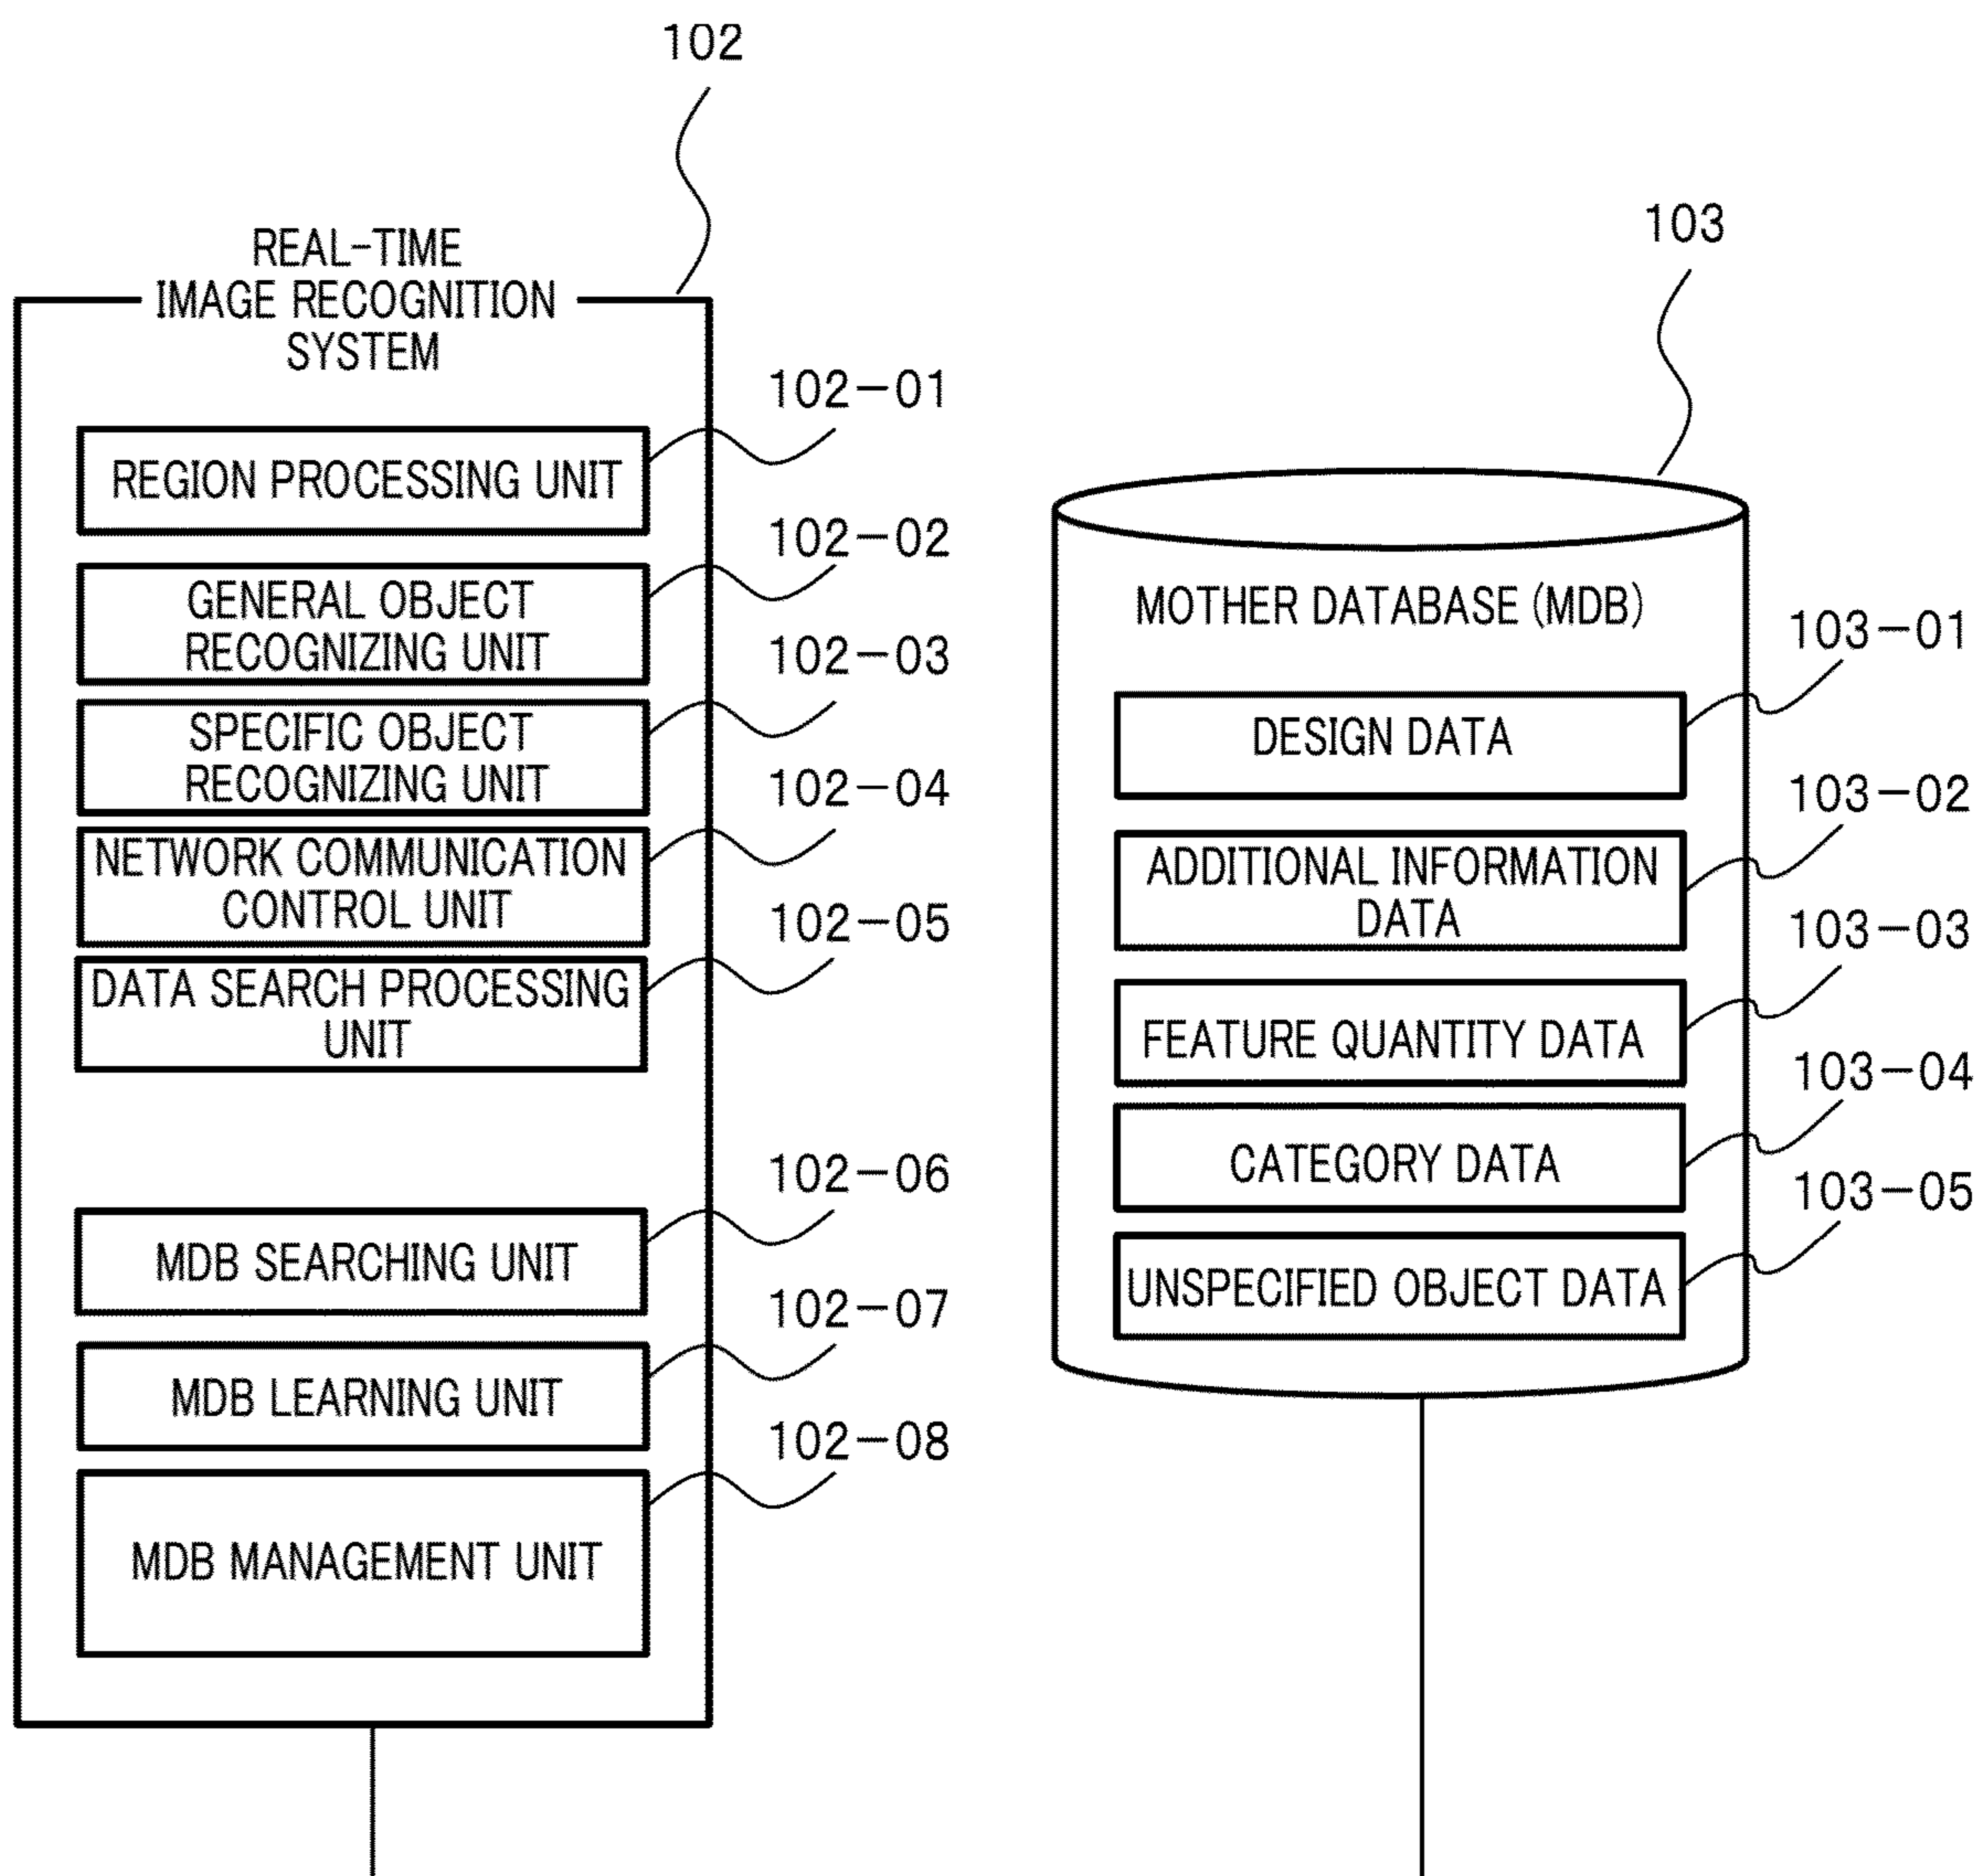 102
REAL-TIME
IMAGE RECOGNITION
SYSTEM
102-01
REGION PROCESSING UNIT
102-02
GENERAL OBJECT
RECOGNIZING UNIT
102-03
SPECIFIC OBJECT
RECOGNIZING UNIT
102-04
NETWORK COMMUNICATION
CONTROL UNIT
102-05
DATA SEARCH PROCESSING
UNIT
102-06
MDB SEARCHING UNIT
102-07
MDB LEARNING UNIT
102-08
MDB MANAGEMENT UNIT
103
MOTHER DATABASE (MDB)
103-01
DESIGN DATA
103-02
ADDITIONAL INFORMATION
DATA
103-03
FEATURE QUANTITY DATA
103-04
CATEGORY DATA
103-05
UNSPECIFIED OBJECT DATA